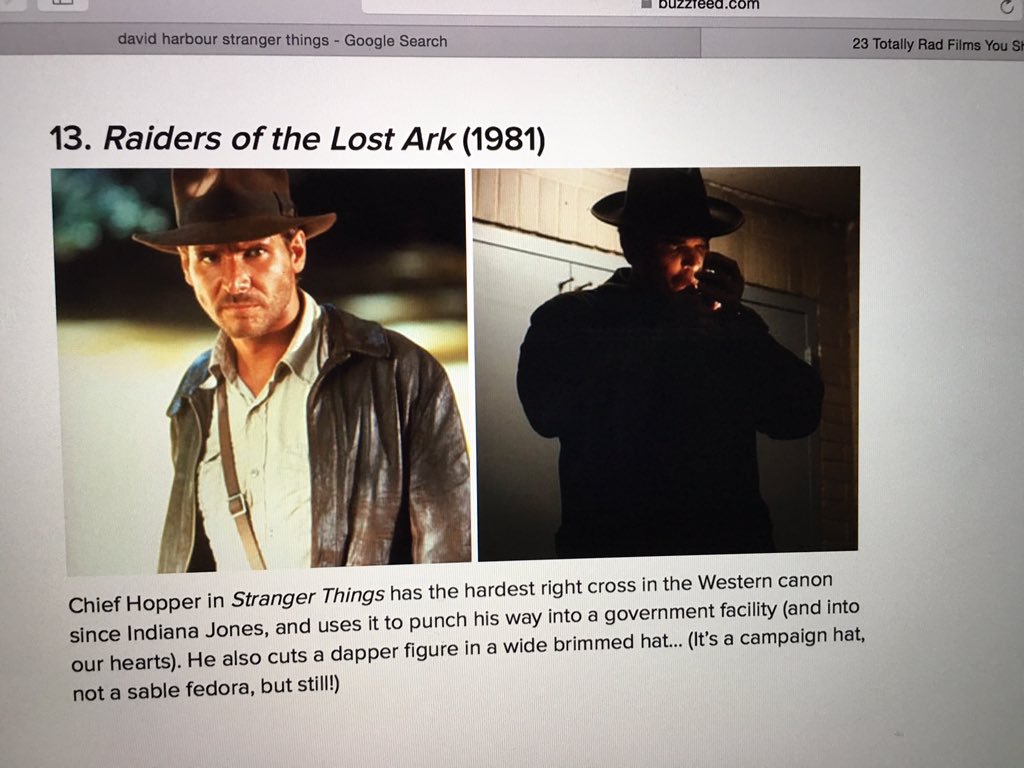 buzzfeed.com
david harbour stranger things - Google Search
23 Totally Rad Films You Sh
13. Raiders of the Lost Ark (1981)
Chief Hopper in Stranger Things has the hardest right cross in the Western canon
since Indiana Jones, and uses it to punch his way into a government facility (and into
our hearts). He also cuts a dapper figure in a wide brimmed hat... (It's a campaign hat,
not a sable fedora, but still!)